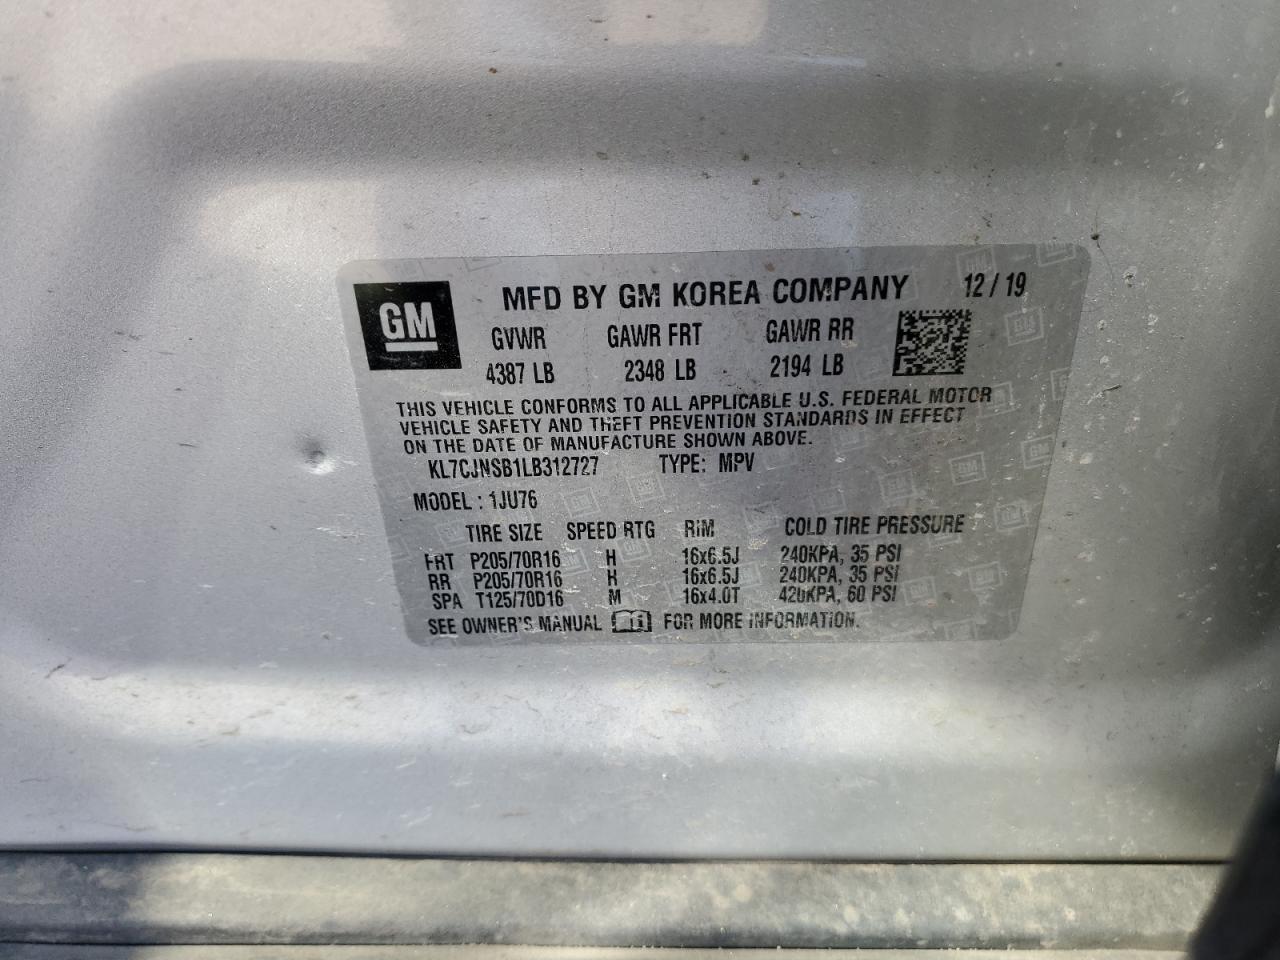 GM
MFD BY GM KOREA COMPANY 12/19
GVWR GAWR FRT GAWR RR
4387 LB 2348 LB 2194 LB
THIS VEHICLE CONFORMS TO ALL APPLICABLE U.S. FEDERAL MOTOR
VEHICLE SAFETY AND THEFT PREVENTION STANDARDS IN EFFECT
ON THE DATE OF MANUFACTURE SHOWN ABOVE.
KL7CJNSB1LB312727 TYPE: MPV
MODEL : 1JU76
TIRE SIZE SPEED RTG RIM COLD TIRE PRESSURE
FRT P205/70R16 H 16x6.5J 240KPA, 35 PSI
RR P205/70R16 H 16x6.5J 240KPA, 35 PSI
SPA T125/70D16 M 16x4.0T 420KPA, 60 PSI
SEE OWNER'S MANUAL FOR MORE INFORMATION.